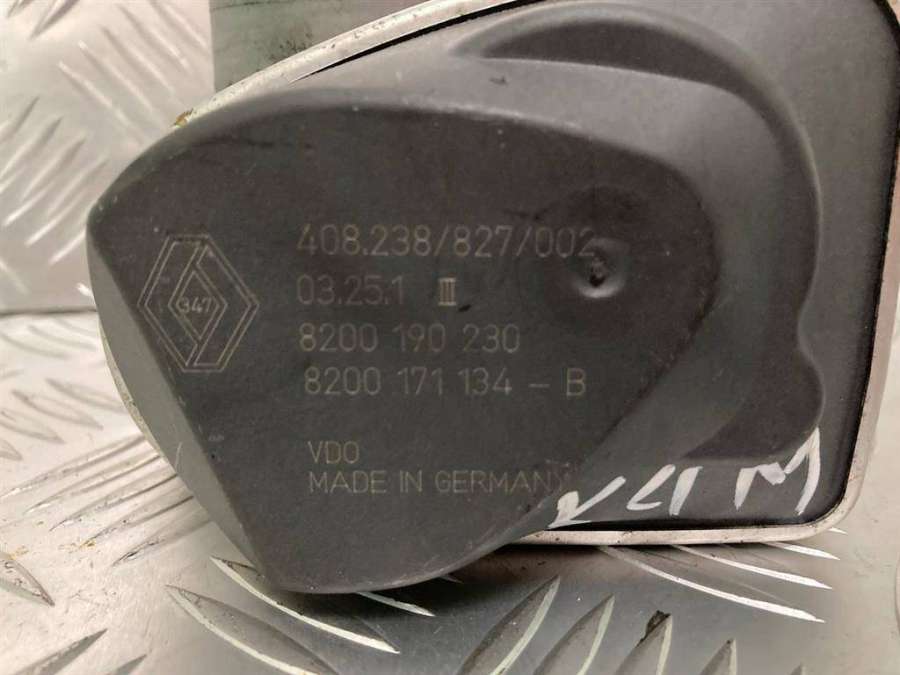 408.238/827/002
03.25.1 III
347
8200 190 230
8200 171 134 - B
VDO
MADE IN GERMANY
K4M